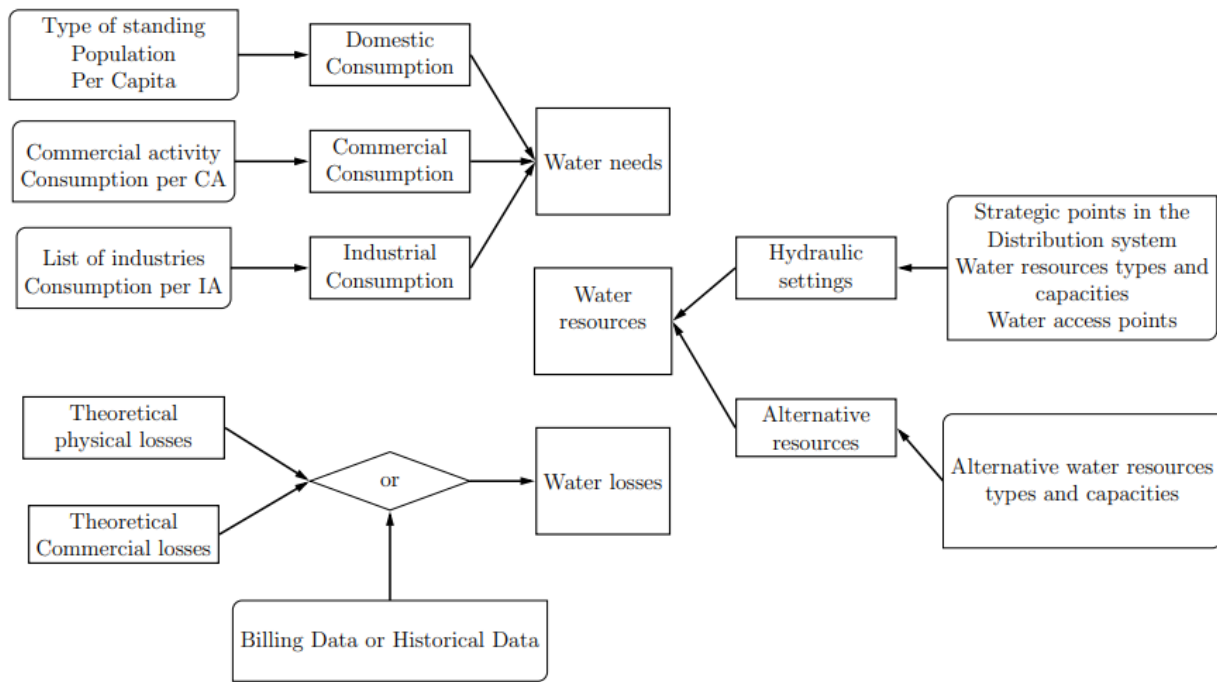 Type of standing
Population
Per Capita
Domestic
Consumption
Commercial activity
Consumption per CA
Commercial
Consumption
Water needs
List of industries
Consumption per IA
Industrial
Consumption
Water
resources
Hydraulic
settings
Strategic points in the
Distribution system
Water resources types and
capacities
Water access points
Theoretical
physical losses
Theoretical
Commercial losses
or
Water losses
Alternative
resources
Alternative water resources
types and capacities
Billing Data or Historical Data